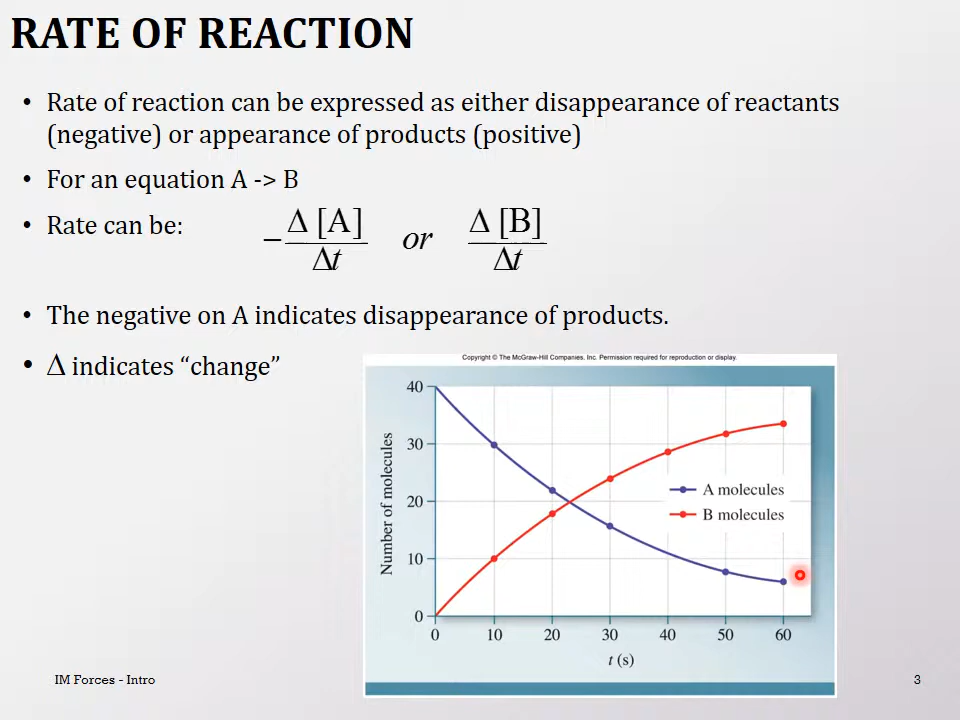 RATE OF REACTION
• Rate of reaction can be expressed as either disappearance of reactants
(negative) or appearance of products (positive)
• For an equation A -> B
• Rate can be:
− Δ [A] / Δt or Δ [B] / Δt
• The negative on A indicates disappearance of products.
• Δ indicates “change”
Copyright © The McGraw-Hill Companies, Inc. Permission required for reproduction or display.
Number of molecules
40
30
20
10
0
A molecules
B molecules
0 10 20 30 40 50 60
t (s)
IM Forces - Intro
3